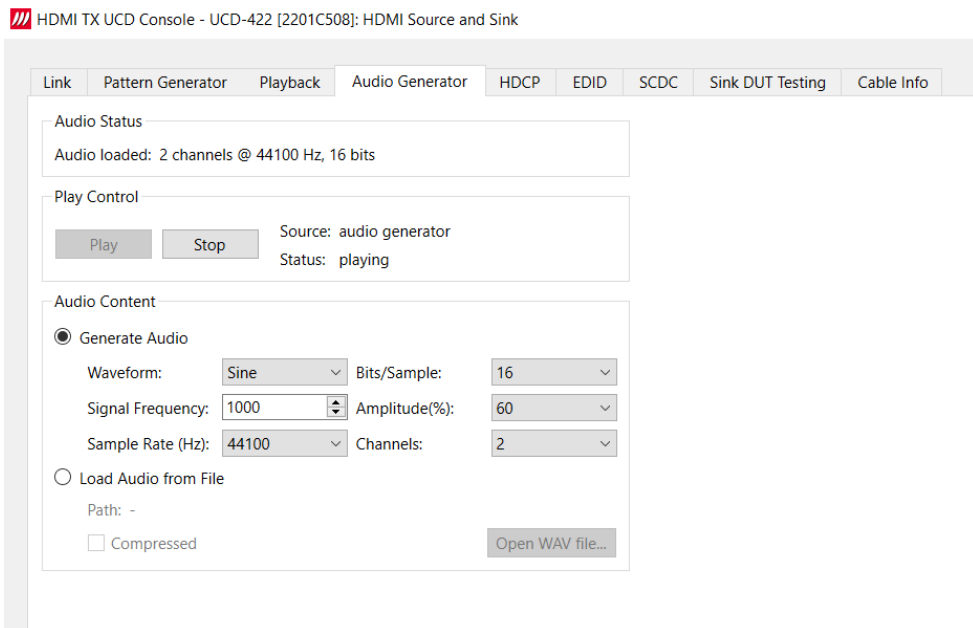 HDMI TX UCD Console - UCD-422 [2201C508]: HDMI Source and Sink
Link Pattern Generator Playback Audio Generator HDCP EDID SCDC Sink DUT Testing Cable Info
Audio Status
Audio loaded: 2 channels @ 44100 Hz, 16 bits
Play Control
Play Stop Source: audio generator
Status: playing
Audio Content
Generate Audio
Waveform: Sine Bits/Sample: 16
Signal Frequency: 1000 Amplitude(%): 60
Sample Rate (Hz): 44100 Channels: 2
Load Audio from File
Path: -
Compressed Open WAV file...